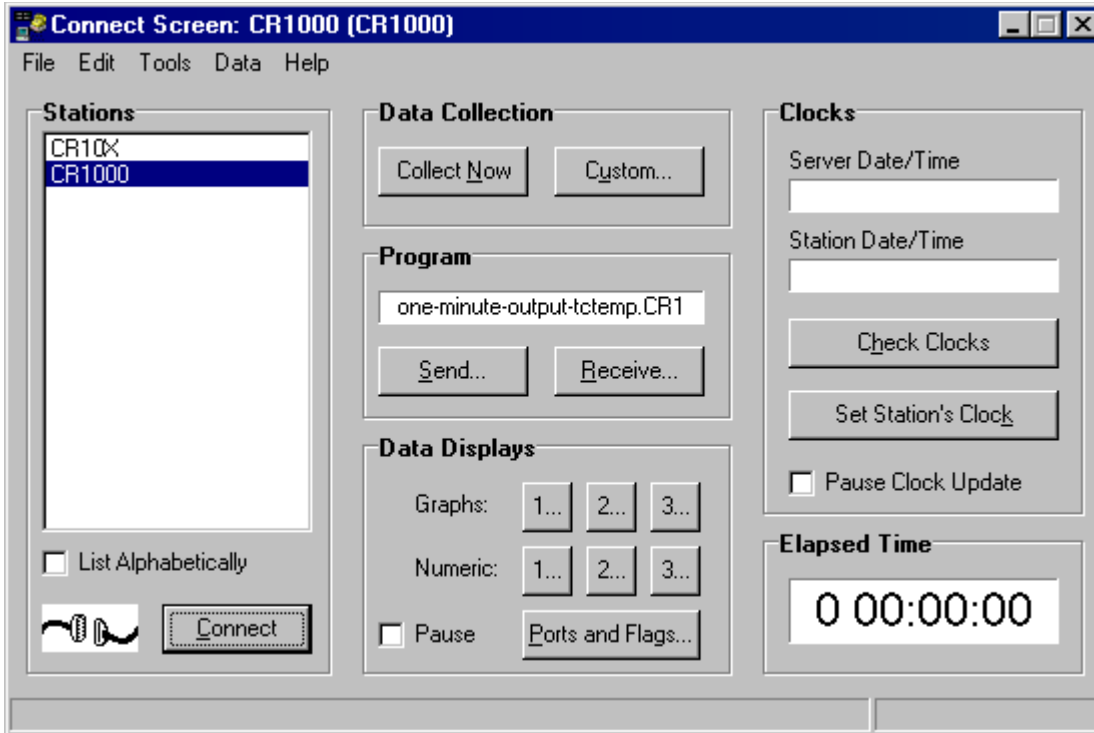 Connect Screen: CR1000 (CR1000)
File Edit Tools Data Help
Stations
CR10X
CR1000
List Alphabetically
Connect
Data Collection
Collect Now Custom...
Program
one-minute-output-tctemp.CR1
Send... Receive...
Data Displays
Graphs: 1... 2... 3...
Numeric: 1... 2... 3...
Pause Ports and Flags...
Clocks
Server Date/Time
Station Date/Time
Check Clocks
Set Station's Clock
Pause Clock Update
Elapsed Time
0 00:00:00